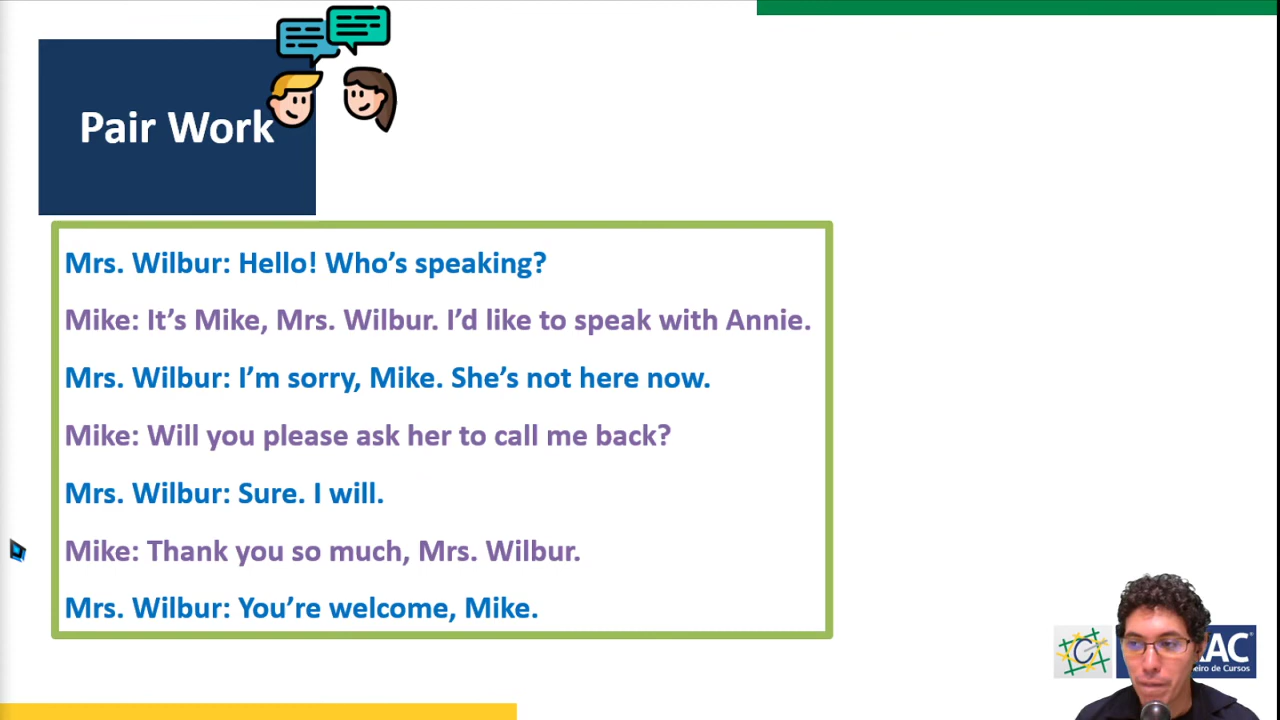 Pair Work
Mrs. Wilbur: Hello! Who’s speaking?
Mike: It’s Mike, Mrs. Wilbur. I’d like to speak with Annie.
Mrs. Wilbur: I’m sorry, Mike. She’s not here now.
Mike: Will you please ask her to call me back?
Mrs. Wilbur: Sure. I will.
Mike: Thank you so much, Mrs. Wilbur.
Mrs. Wilbur: You’re welcome, Mike.
de Cursos